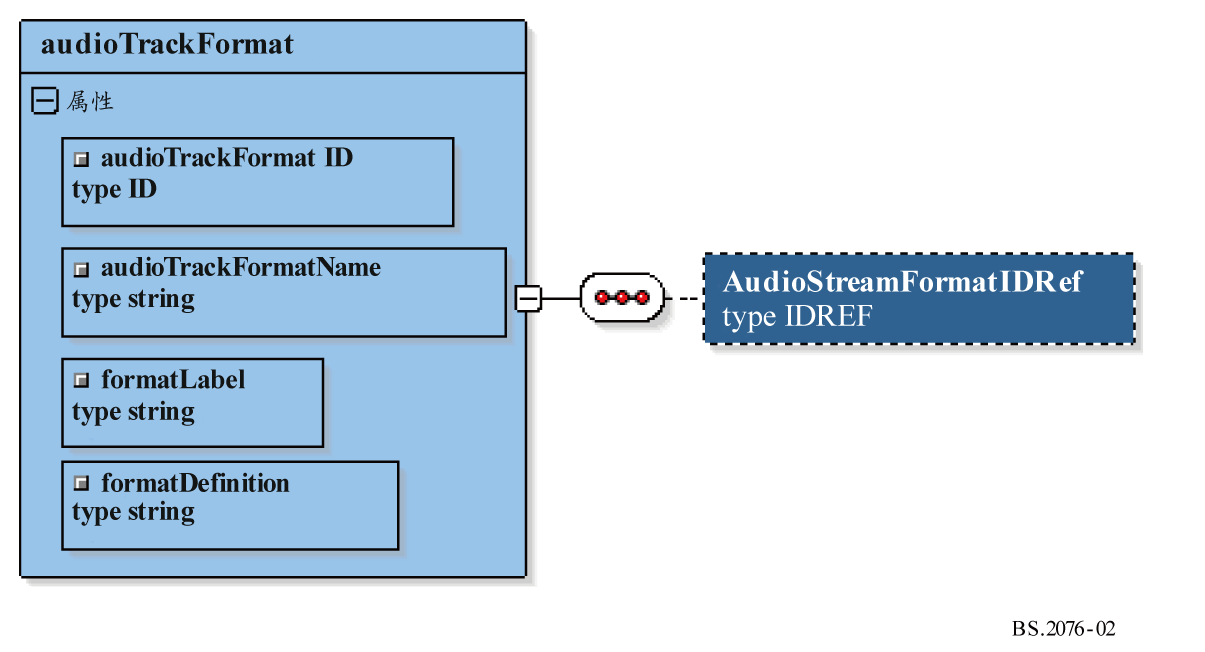 audioTrackFormat
属性
audioTrackFormat ID
type ID
audioTrackFormatName
type string
formatLabel
type string
formatDefinition
type string
AudioStreamFormatIDRef
type IDREF
BS.2076-02